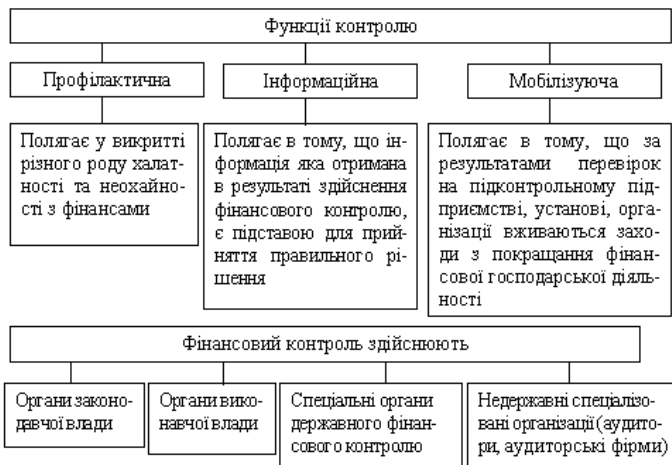 Функції контролю
Профілактична
Інформаційна
Мобілізуюча
Полягає у викритті
різного роду халат-
ності та неохайно-
сті з фінансами
Полягає в тому, що ін-
формація яка отримана
в результаті здійснення
фінансового контролю,
є підставою для прий-
няття правильного рі-
шення
Полягає в тому, що за
результатами перевірок
на підконтрольному під-
приємстві, установі, орга-
нізації вживаються захо-
ди з покращання фінан-
сової господарської діяль-
ності
Фінансовий контроль здійснюють
Органи законо-
давчої влади
Органи вико-
навчої влади
Спеціальні органи
державного фінан-
сового контролю
Недержавні спеціалізо-
вані організації (аудито-
ри, аудиторські фірми)